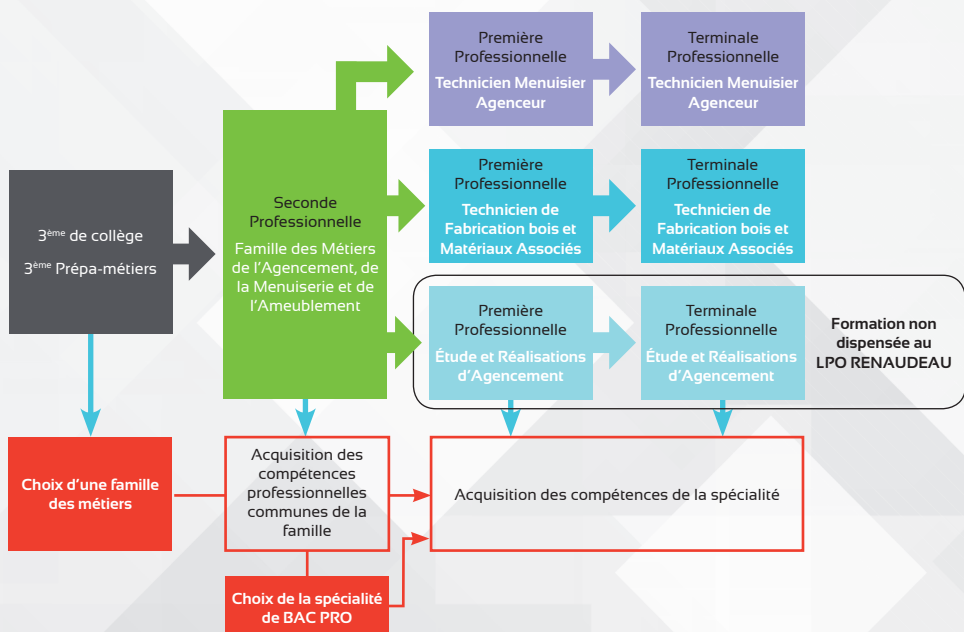 3ème de collège
3ème Prépa-métiers
Seconde
Professionnelle
Famille des Métiers
de l'Agencement, de
la Menuiserie et de
l'Ameublement
Première
Professionnelle
Technicien Menuisier
Agenceur
Terminale
Professionnelle
Technicien Menuisier
Agenceur
Première
Professionnelle
Technicien de
Fabrication bois et
Matériaux Associés
Terminale
Professionnelle
Technicien de
Fabrication bois et
Matériaux Associés
Première
Professionnelle
Étude et Réalisations
d'Agencement
Terminale
Professionnelle
Étude et Réalisations
d'Agencement
Formation non
dispensée au
LPO RENAUDEAU
Choix d'une famille
des métiers
Acquisition des
compétences
professionnelles
communes de la
famille
Acquisition des compétences de la spécialité
Choix de la spécialité
de BAC PRO